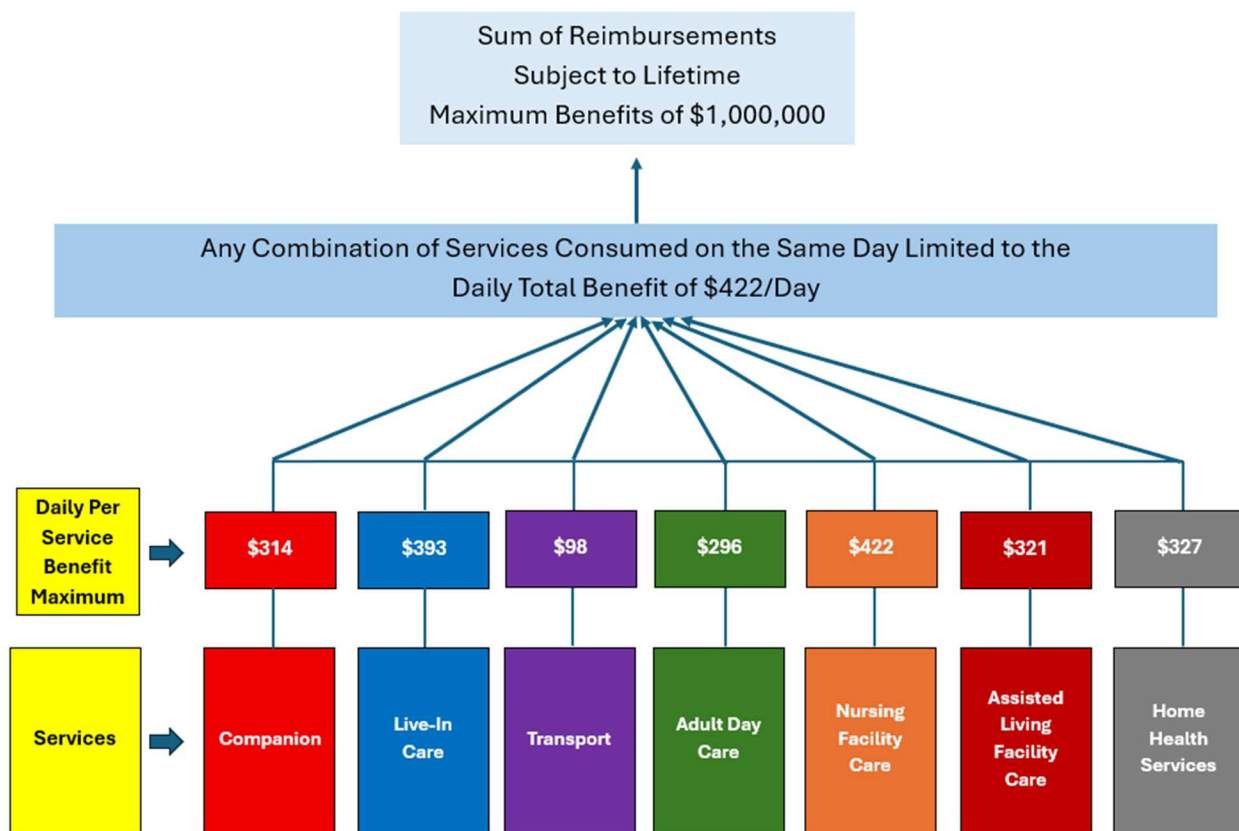 Sum of Reimbursements
Subject to Lifetime
Maximum Benefits of $1,000,000
Any Combination of Services Consumed on the Same Day Limited to the
Daily Total Benefit of $422/Day
Daily Per
Service
Benefit
Maximum
$314
$393
$98
$296
$422
$321
$327
Services
Companion
Live-In
Care
Transport
Adult Day
Care
Nursing
Facility
Care
Assisted
Living
Facility
Care
Home
Health
Services